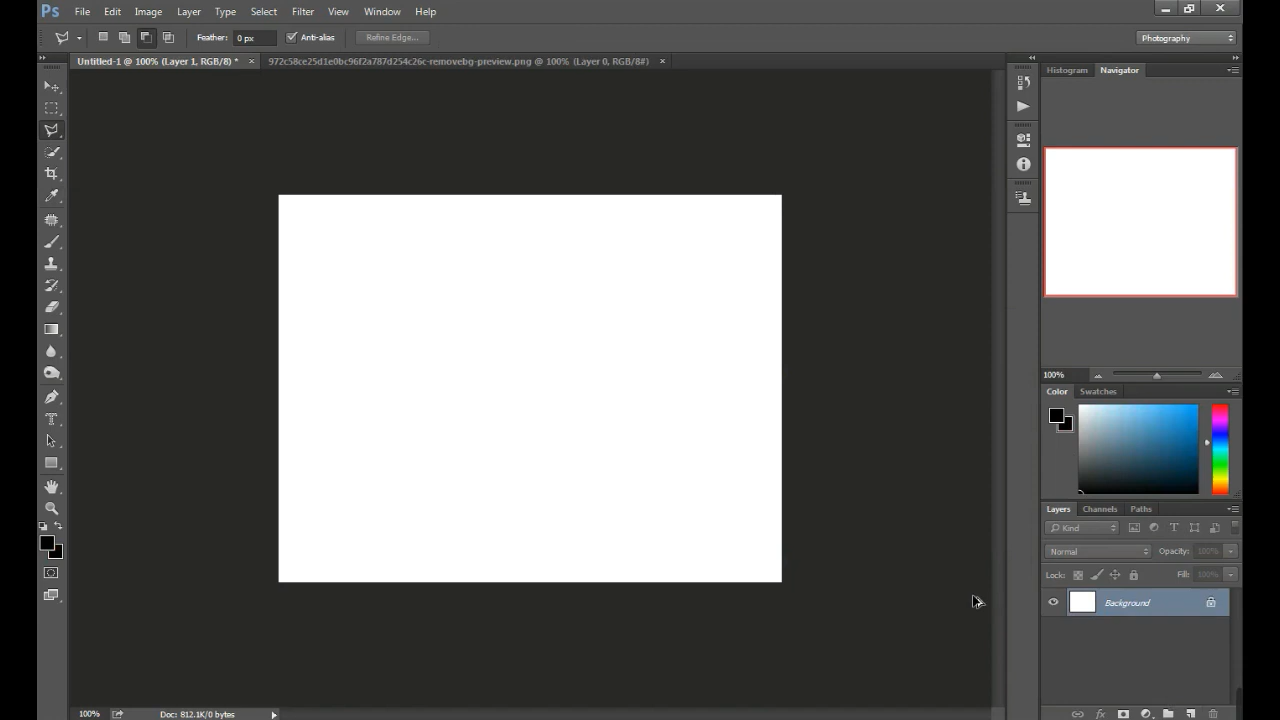 Ps File Edit Image Layer Type Select Filter View Window Help
Feather: 0 px Anti-alias Refine Edge... Photography
Untitled-1 @ 100% (Layer 1, RGB/8) * × 972c58ce25d1e0bc96f2a787d254c26c-removebg-preview.png @ 100% (Layer 0, RGB/8#) ×
Histogram Navigator
100%
Color Swatches
Layers Channels Paths
Kind
Normal Opacity: 100%
Lock: Fill: 100%
Background
100% Doc: 812.1K/0 bytes